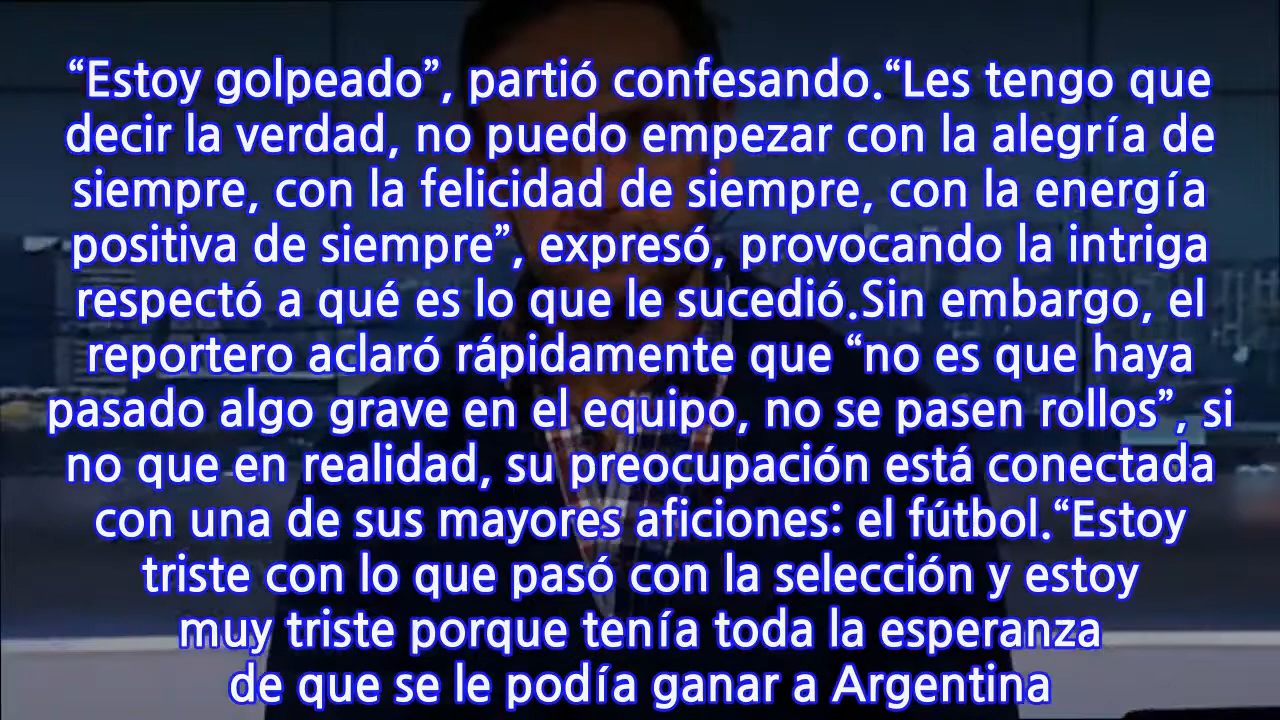 “Estoy golpeado”, partió confesando.“Les tengo que
decir la verdad, no puedo empezar con la alegría de
siempre, con la felicidad de siempre, con la energía
positiva de siempre”, expresó, provocando la intriga
respectó a qué es lo que le sucedió.Sin embargo, el
reportero aclaró rápidamente que “no es que haya
pasado algo grave en el equipo, no se pasen rollos”, si
no que en realidad, su preocupación está conectada
con una de sus mayores aficiones: el fútbol.“Estoy
triste con lo que pasó con la selección y estoy
muy triste porque tenía toda la esperanza
de que se le podía ganar a Argentina